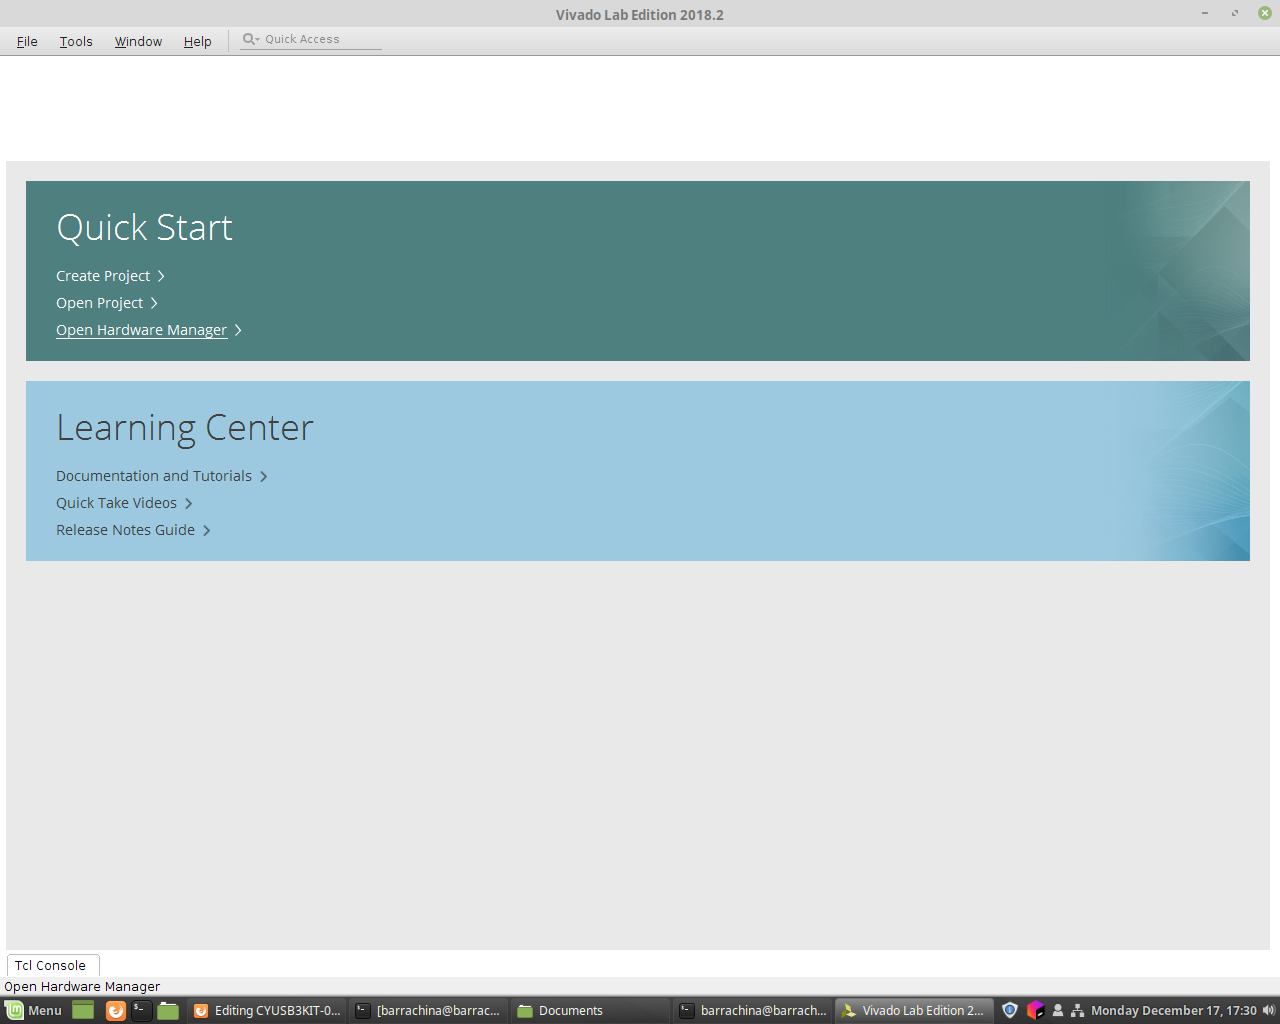 Vivado Lab Edition 2018.2
File Tools Window Help Quick Access
Quick Start
Create Project
Open Project
Open Hardware Manager
Learning Center
Documentation and Tutorials
Quick Take Videos
Release Notes Guide
Tcl Console
Open Hardware Manager
Menu Editing CYUSB3KIT-0... [barrachina@barrac... Documents barrachina@barrach... Vivado Lab Edition 2... Monday December 17, 17:30